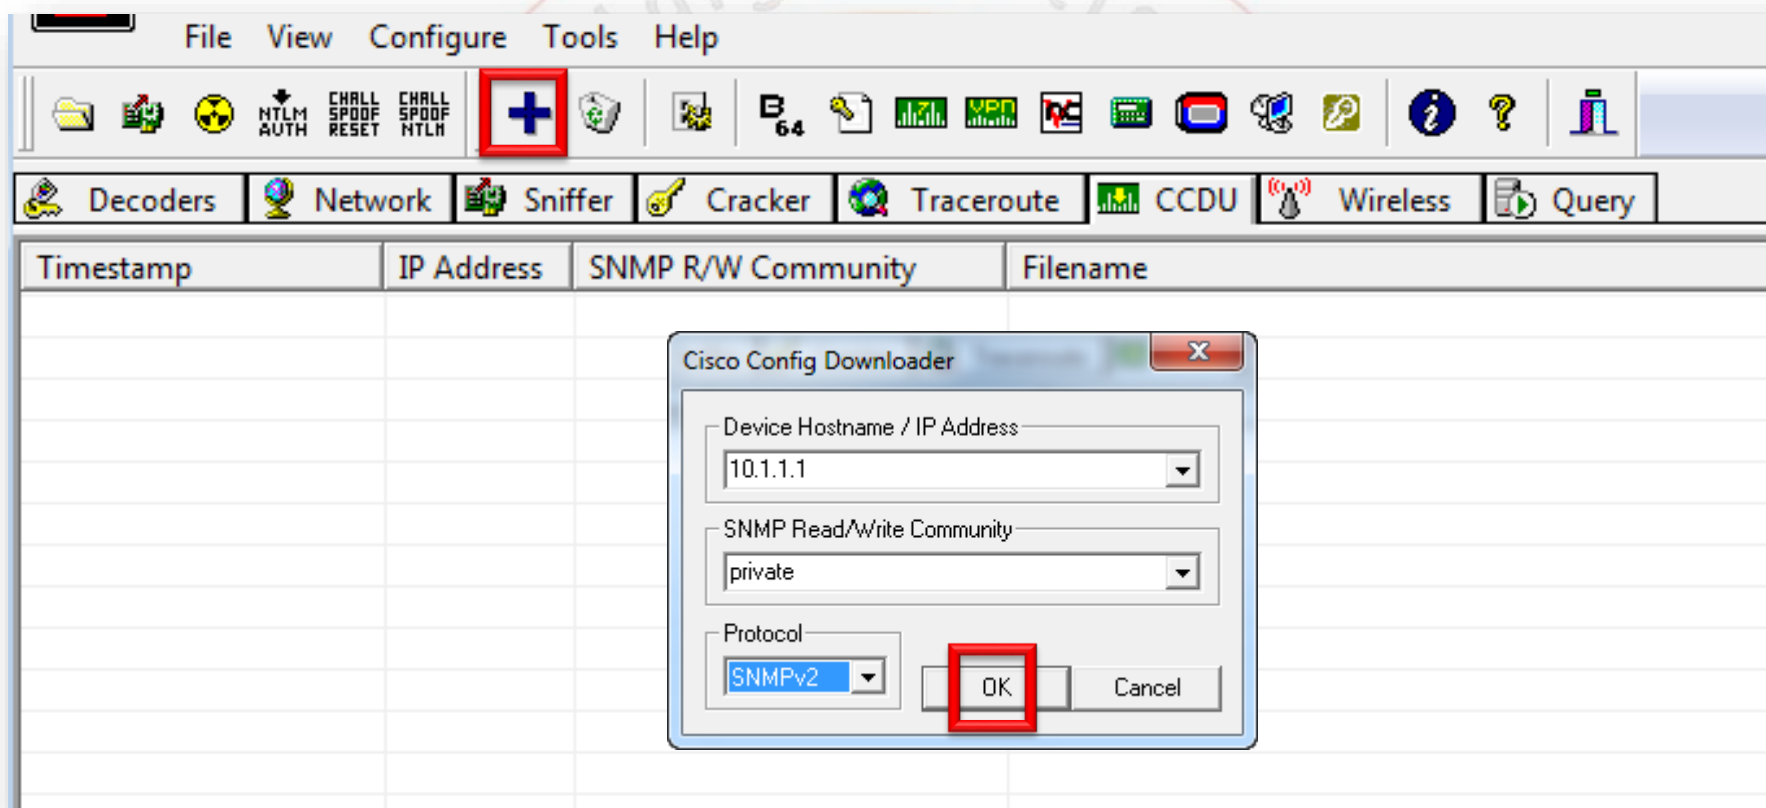 File View Configure Tools Help
NTLM AUTH CHALL SPOOF RESET CHALL SPOOF NTLM B64 VPN
Decoders Network Sniffer Cracker Traceroute CCDU Wireless Query
Timestamp IP Address SNMP R/W Community Filename
Cisco Config Downloader
Device Hostname / IP Address
10.1.1.1
SNMP Read/Write Community
private
Protocol
SNMPv2 OK Cancel